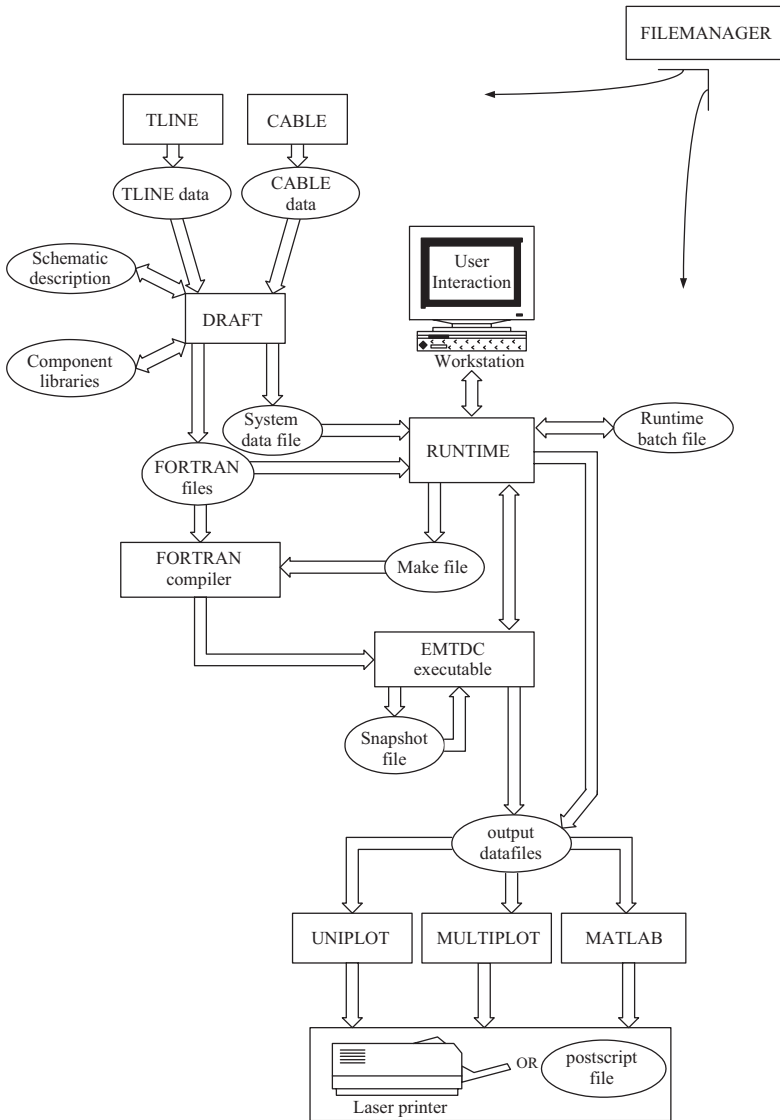 FILEMANAGER
TLINE
CABLE
TLINE data
CABLE
data
Schematic
description
User
Interaction
DRAFT
Component
libraries
Workstation
System
data file
Runtime
batch file
RUNTIME
FORTRAN
files
FORTRAN
compiler
Make file
EMTDC
executable
Snapshot
file
output
datafiles
UNIPLOT
MULTIPLOT
MATLAB
OR
postscript
file
Laser printer